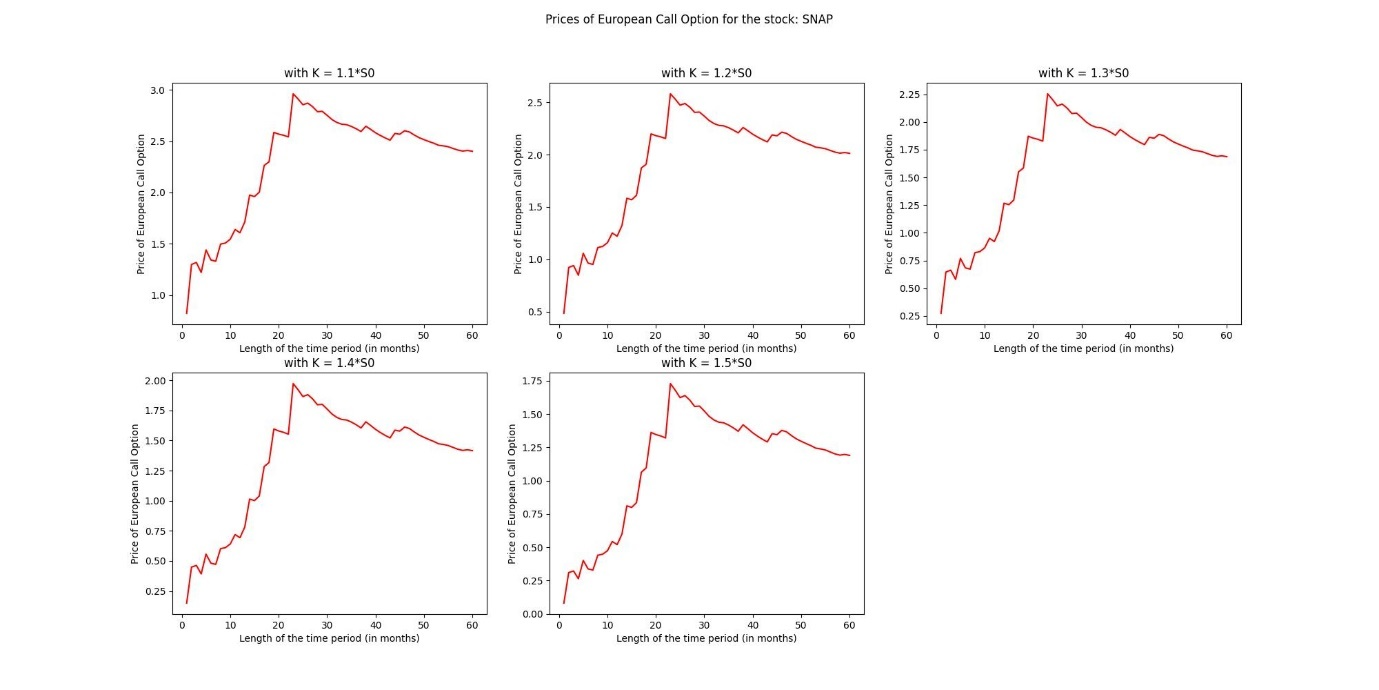 Prices of European Call Option for the stock: SNAP
with K = 1.1*S0
Price of European Call Option
3.0
2.5
2.0
1.5
1.0
0 10 20 30 40 50 60
Length of the time period (in months)
with K = 1.2*S0
Price of European Call Option
2.5
2.0
1.5
1.0
0.5
0 10 20 30 40 50 60
Length of the time period (in months)
with K = 1.3*S0
Price of European Call Option
2.25
2.00
1.75
1.50
1.25
1.00
0.75
0.50
0.25
0 10 20 30 40 50 60
Length of the time period (in months)
with K = 1.4*S0
Price of European Call Option
2.00
1.75
1.50
1.25
1.00
0.75
0.50
0.25
0 10 20 30 40 50 60
Length of the time period (in months)
with K = 1.5*S0
Price of European Call Option
1.75
1.50
1.25
1.00
0.75
0.50
0.25
0.00
0 10 20 30 40 50 60
Length of the time period (in months)